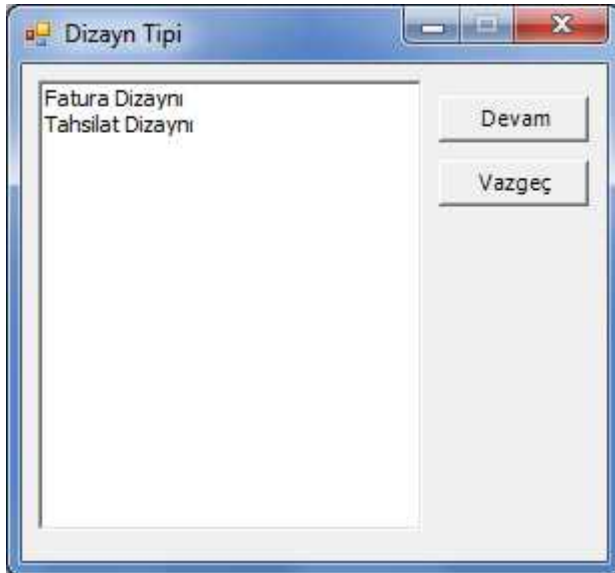 Dizayn Tipi
Fatura Dizaynı
Tahsilat Dizaynı
Devam
Vazgeç